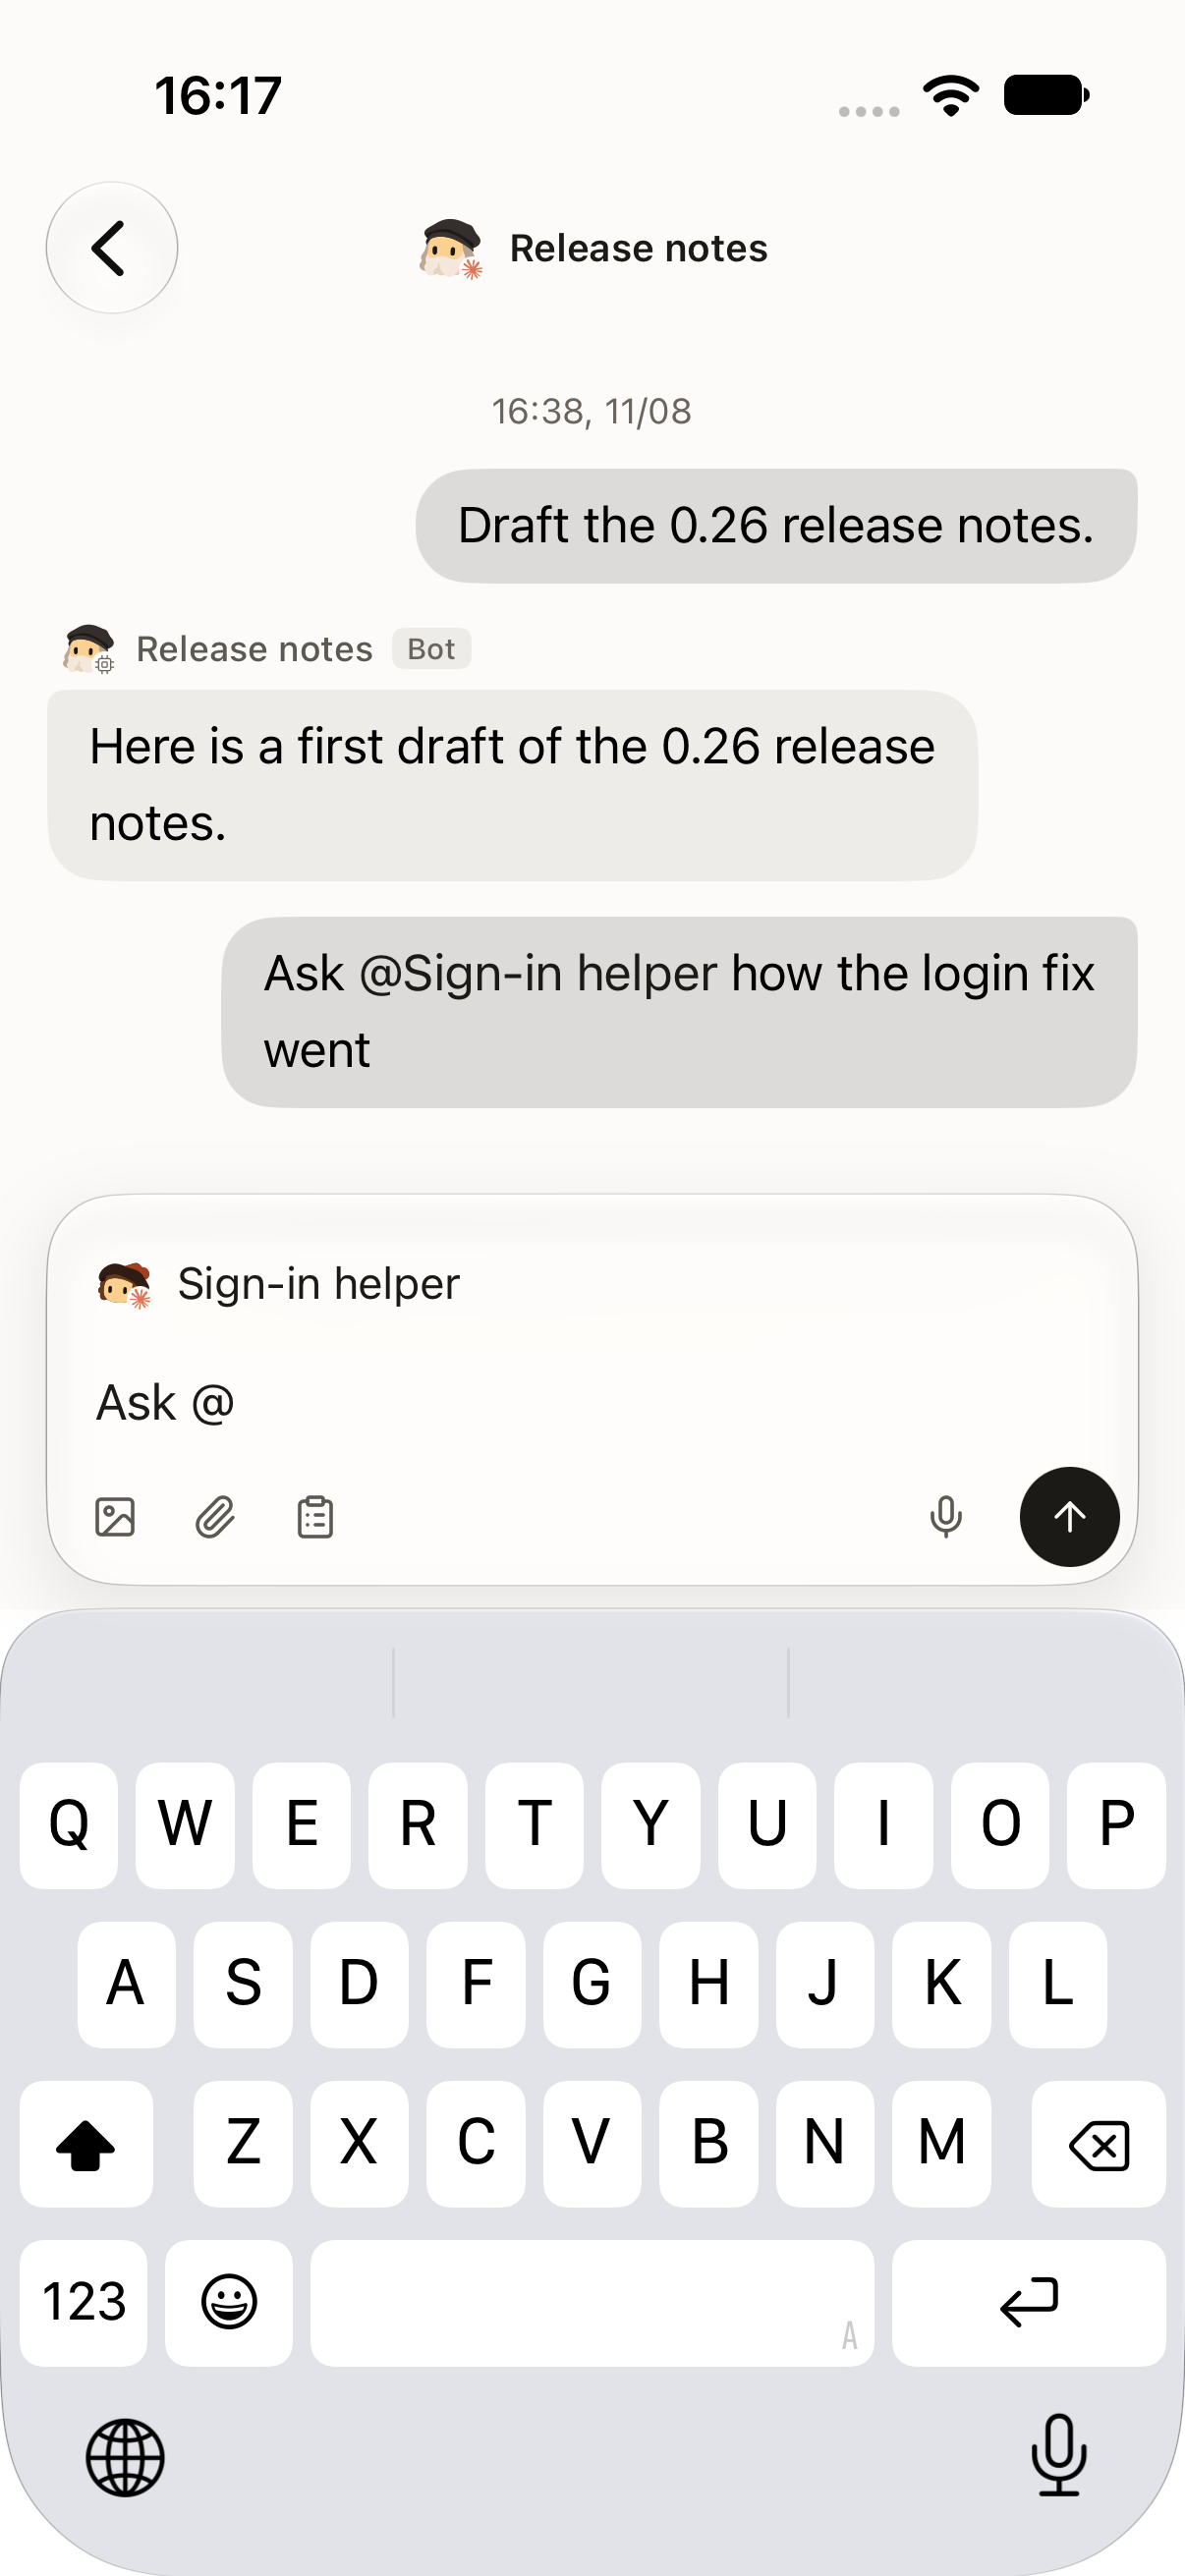 16:17
Release notes
16:38, 11/08
Draft the 0.26 release notes.
Release notes Bot
Here is a first draft of the 0.26 release
notes.
Ask @Sign-in helper how the login fix
went
Sign-in helper
Ask @
Q W E R T Y U I O P
A S D F G H J K L
Z X C V B N M
123
A